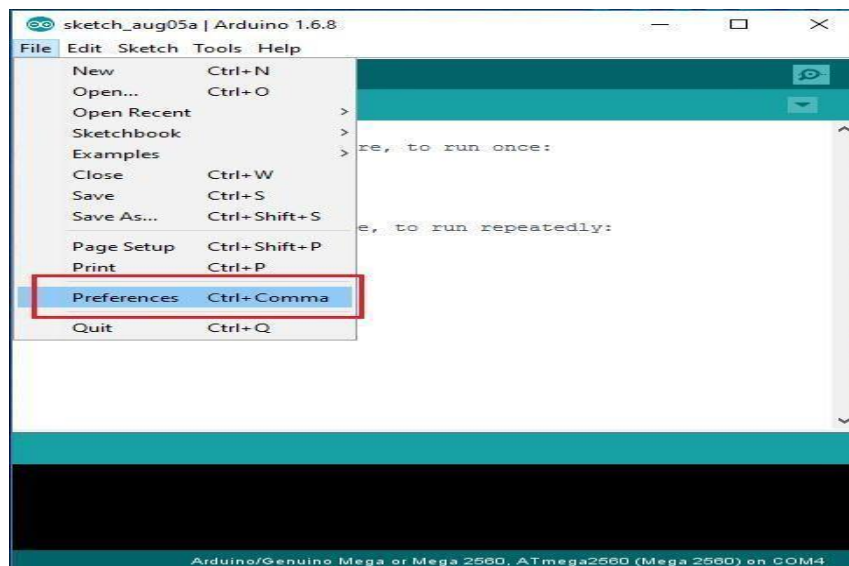 sketch_aug05a | Arduino 1.6.8
File Edit Sketch Tools Help
New Ctrl+N
Open... Ctrl+O
Open Recent >
Sketchbook >
Examples >
Close Ctrl+W
Save Ctrl+S
Save As... Ctrl+Shift+S
Page Setup Ctrl+Shift+P
Print Ctrl+P
Preferences Ctrl+Comma
Quit Ctrl+Q
re, to run once:
e, to run repeatedly:
Arduino/Genuino Mega or Mega 2560, ATmega2560 (Mega 2560) on COM4